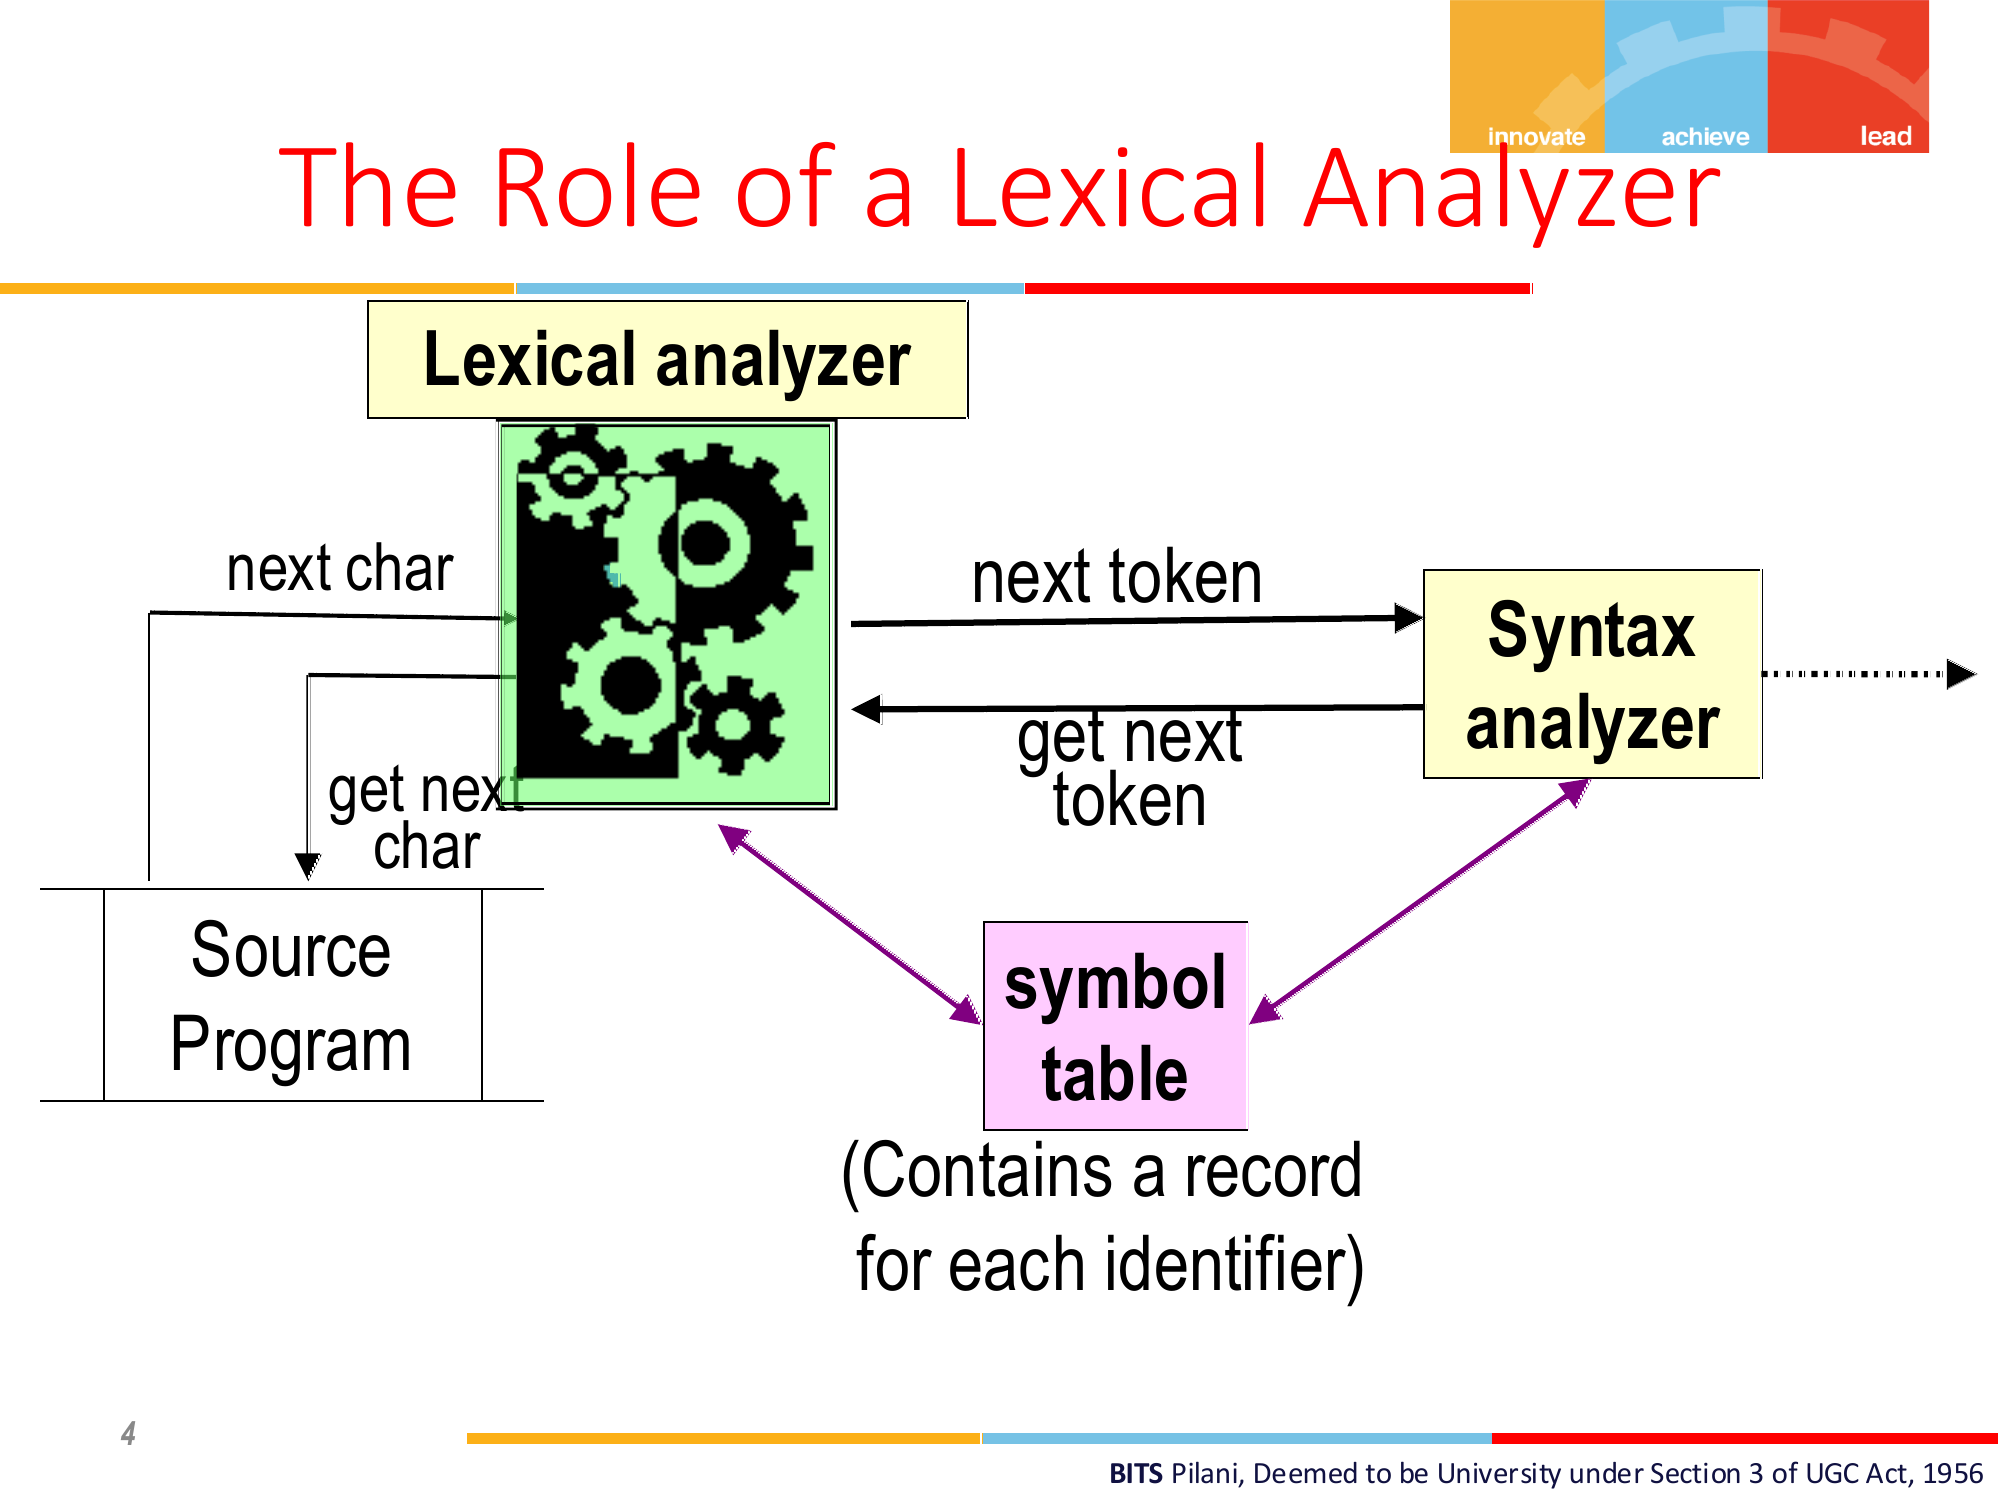 innovate achieve lead
The Role of a Lexical Analyzer
Lexical analyzer
next char
next token
Syntax
analyzer
get next
token
get next
char
Source
Program
symbol
table
(Contains a record
for each identifier)
4
BITS Pilani, Deemed to be University under Section 3 of UGC Act, 1956